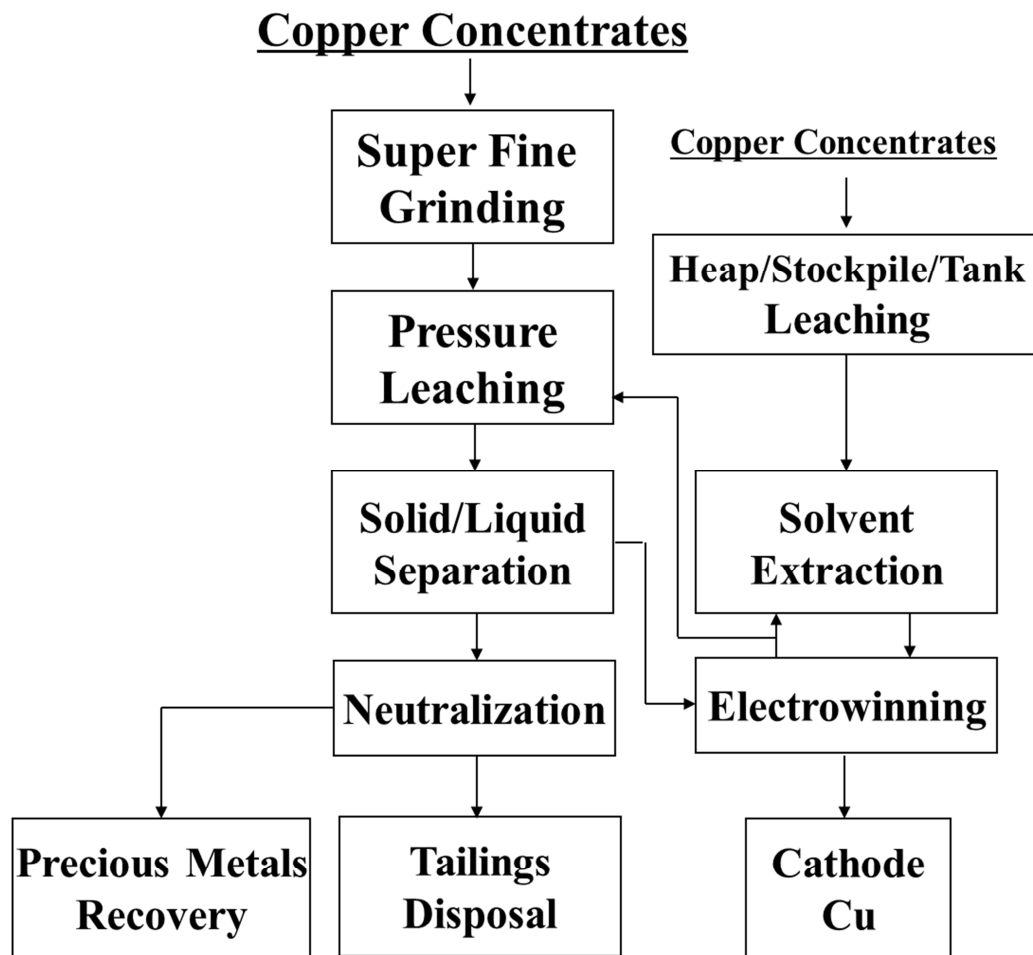 Copper Concentrates
Super Fine
Grinding
Copper Concentrates
Heap/Stockpile/Tank
Leaching
Pressure
Leaching
Solid/Liquid
Separation
Solvent
Extraction
Neutralization
Electrowinning
Precious Metals
Recovery
Tailings
Disposal
Cathode
Cu